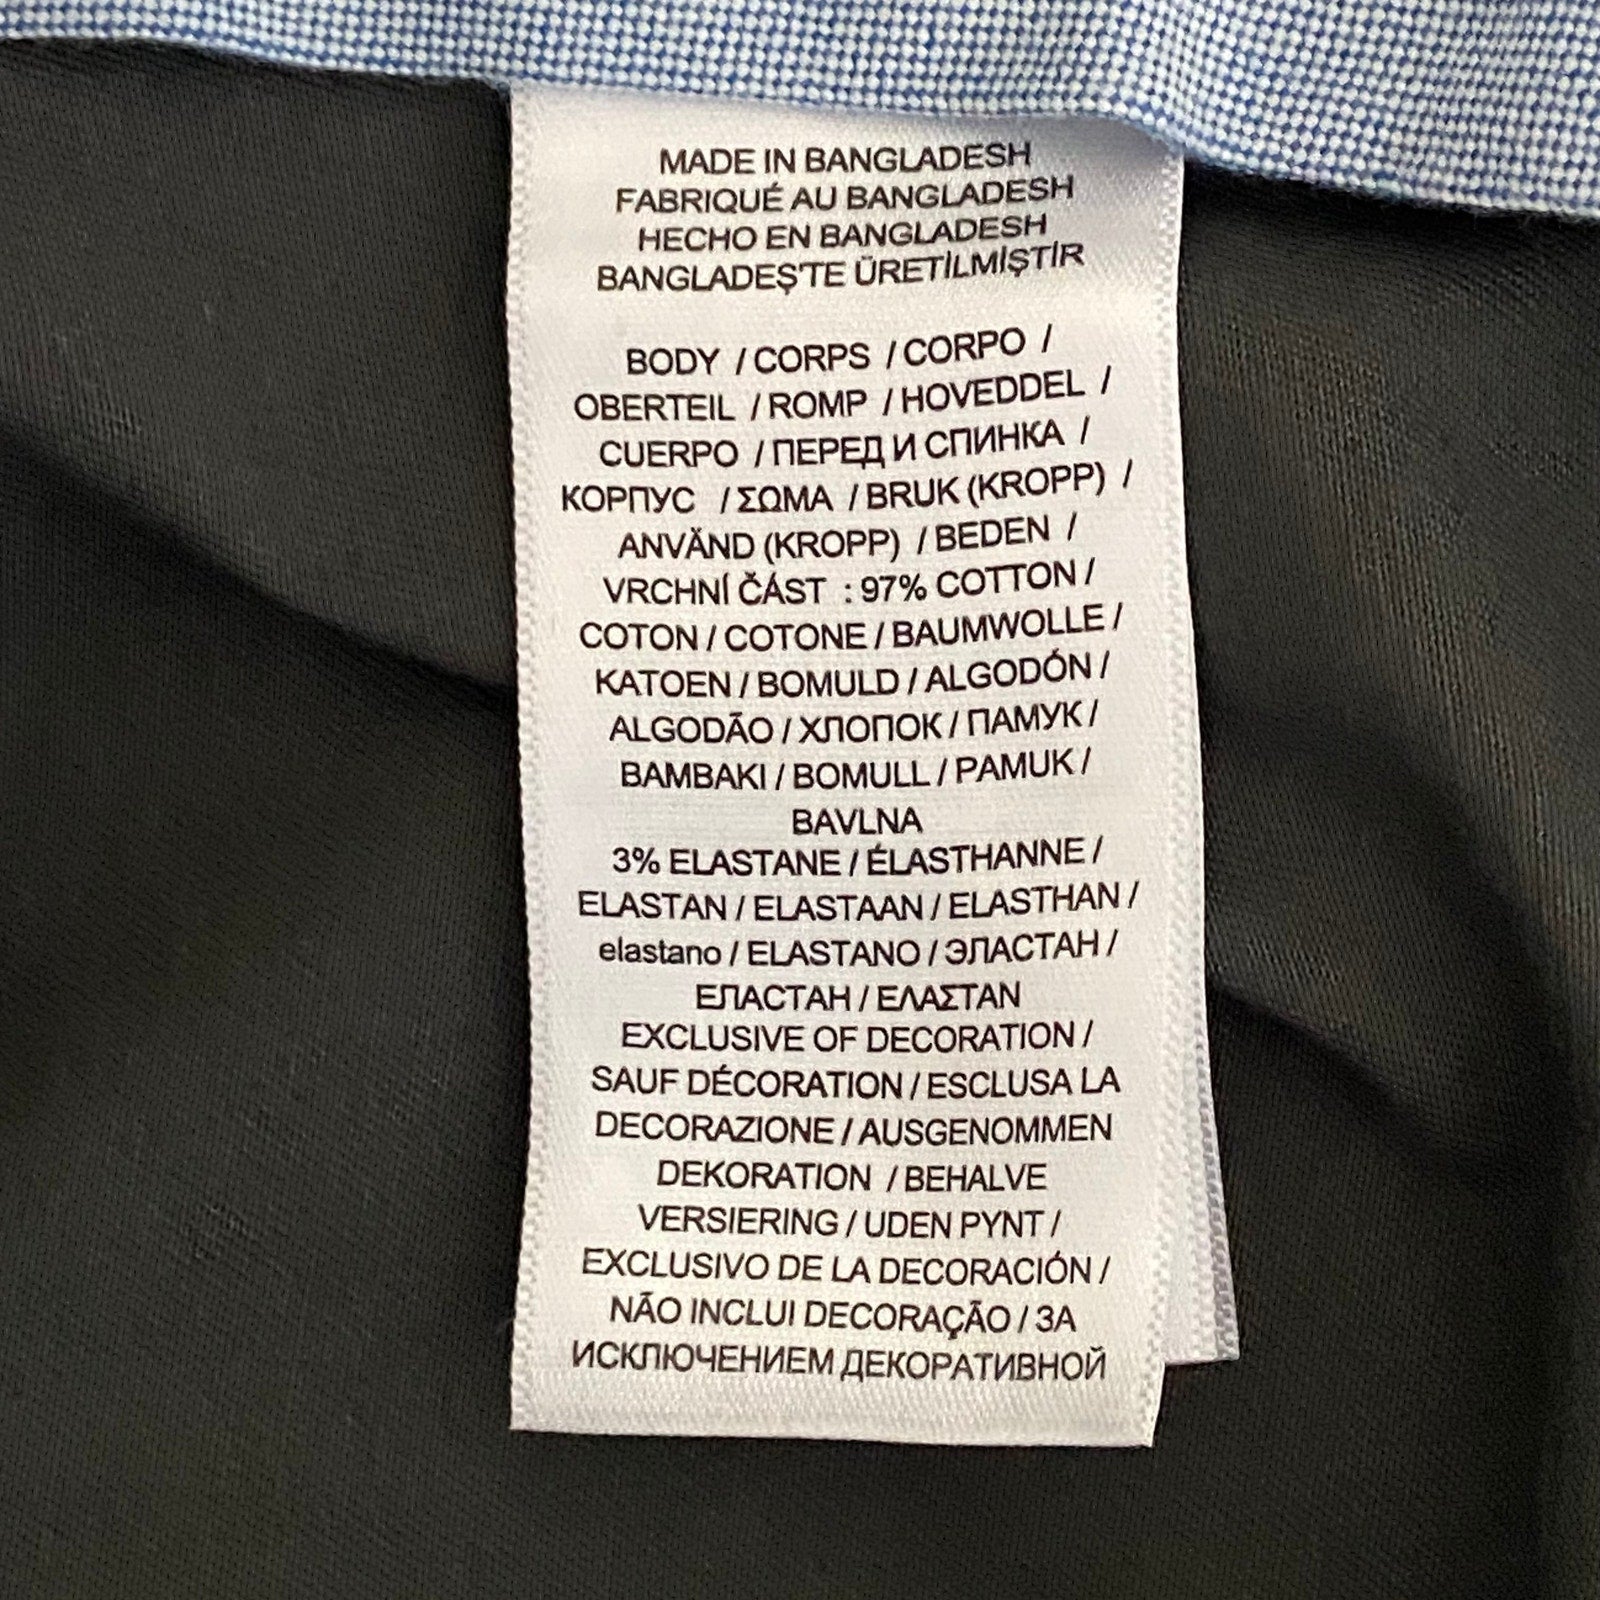 MADE IN BANGLADESH
FABRIQUÉ AU BANGLADESH
HECHO EN BANGLADESH
BANGLADEŞ'TE ÜRETİLMİŞTİR
BODY / CORPS / CORPO /
OBERTEIL / ROMP / HOVEDDEL /
CUERPO / ПЕРЕД И СПИНКА /
КОРПУС / ΣΩΜΑ / BRUK (KROPP) /
ANVÄND (KROPP) / BEDEN /
VRCHNÍ ČÁST : 97% COTTON /
COTON / COTONE / BAUMWOLLE /
KATOEN / BOMULD / ALGODÓN /
ALGODÃO / ХЛОПОК / ПАМУК /
BAMBAKI / BOMULL / PAMUK /
BAVLNA
3% ELASTANE / ÉLASTHANNE /
ELASTAN / ELASTAAN / ELASTHAN /
elastano / ELASTANO / ЭЛАСТАН /
ЕЛАСТАН / ΕΛΑΣΤΑΝ
EXCLUSIVE OF DECORATION /
SAUF DÉCORATION / ESCLUSA LA
DECORAZIONE / AUSGENOMMEN
DEKORATION / BEHALVE
VERSIERING / UDEN PYNT /
EXCLUSIVO DE LA DECORACIÓN /
NÃO INCLUI DECORAÇÃO / ЗА
ИСКЛЮЧЕНИЕМ ДЕКОРАТИВНОЙ